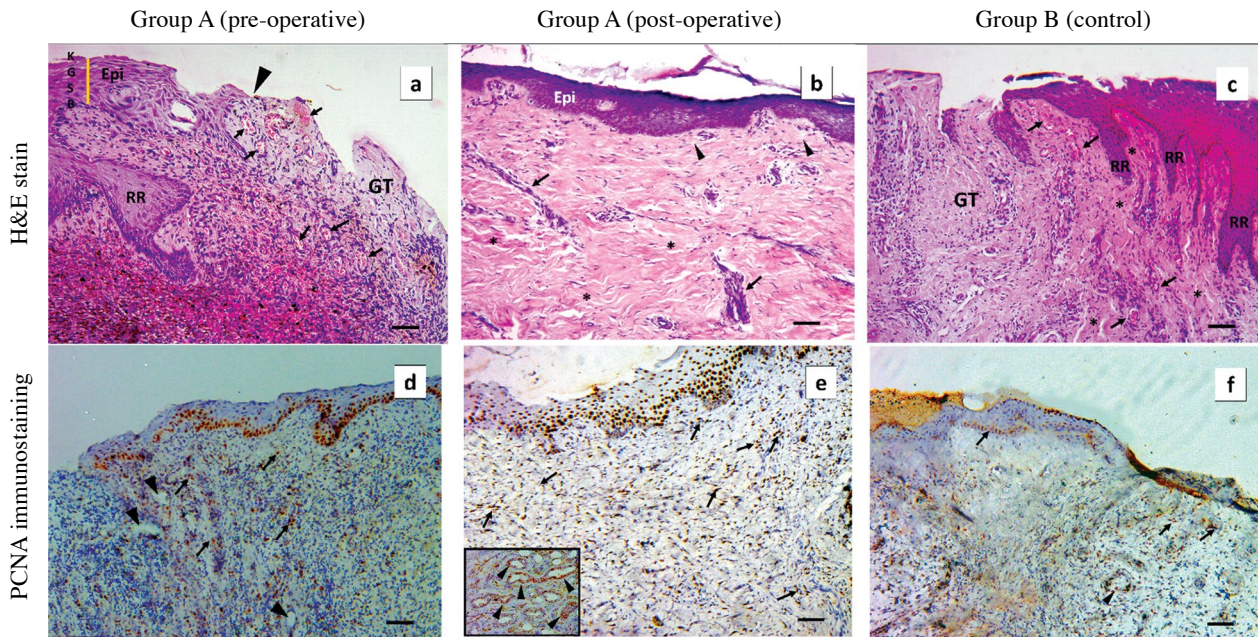 Group A (pre-operative)
Group A (post-operative)
Group B (control)
H&E stain
K
G
S
B
Epi
a
RR
GT
Epi
b
*
*
*
c
GT
RR
*
RR
*
RR
*
*
PCNA immunostaining
d
e
f